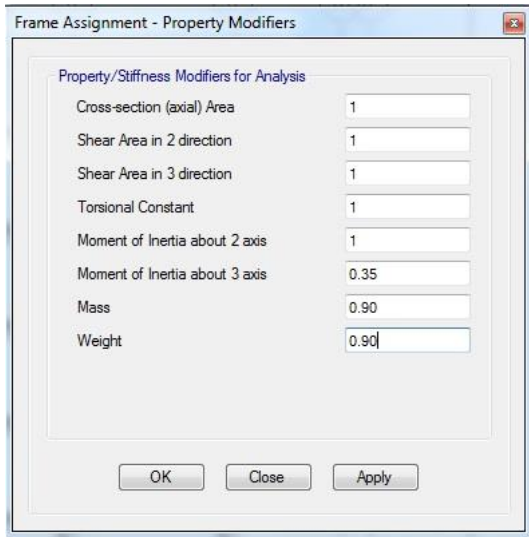 Frame Assignment - Property Modifiers
Property/Stiffness Modifiers for Analysis
Cross-section (axial) Area 1
Shear Area in 2 direction 1
Shear Area in 3 direction 1
Torsional Constant 1
Moment of Inertia about 2 axis 1
Moment of Inertia about 3 axis 0.35
Mass 0.90
Weight 0.90
OK Close Apply